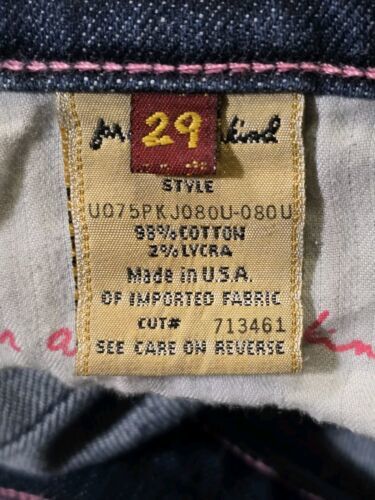 29
kind
STYLE
U075PKJ080U-080U
98% COTTON
2% LYCRA
Made in U.S.A.
OF IMPORTED FABRIC
CUT# 713461
SEE CARE ON REVERSE